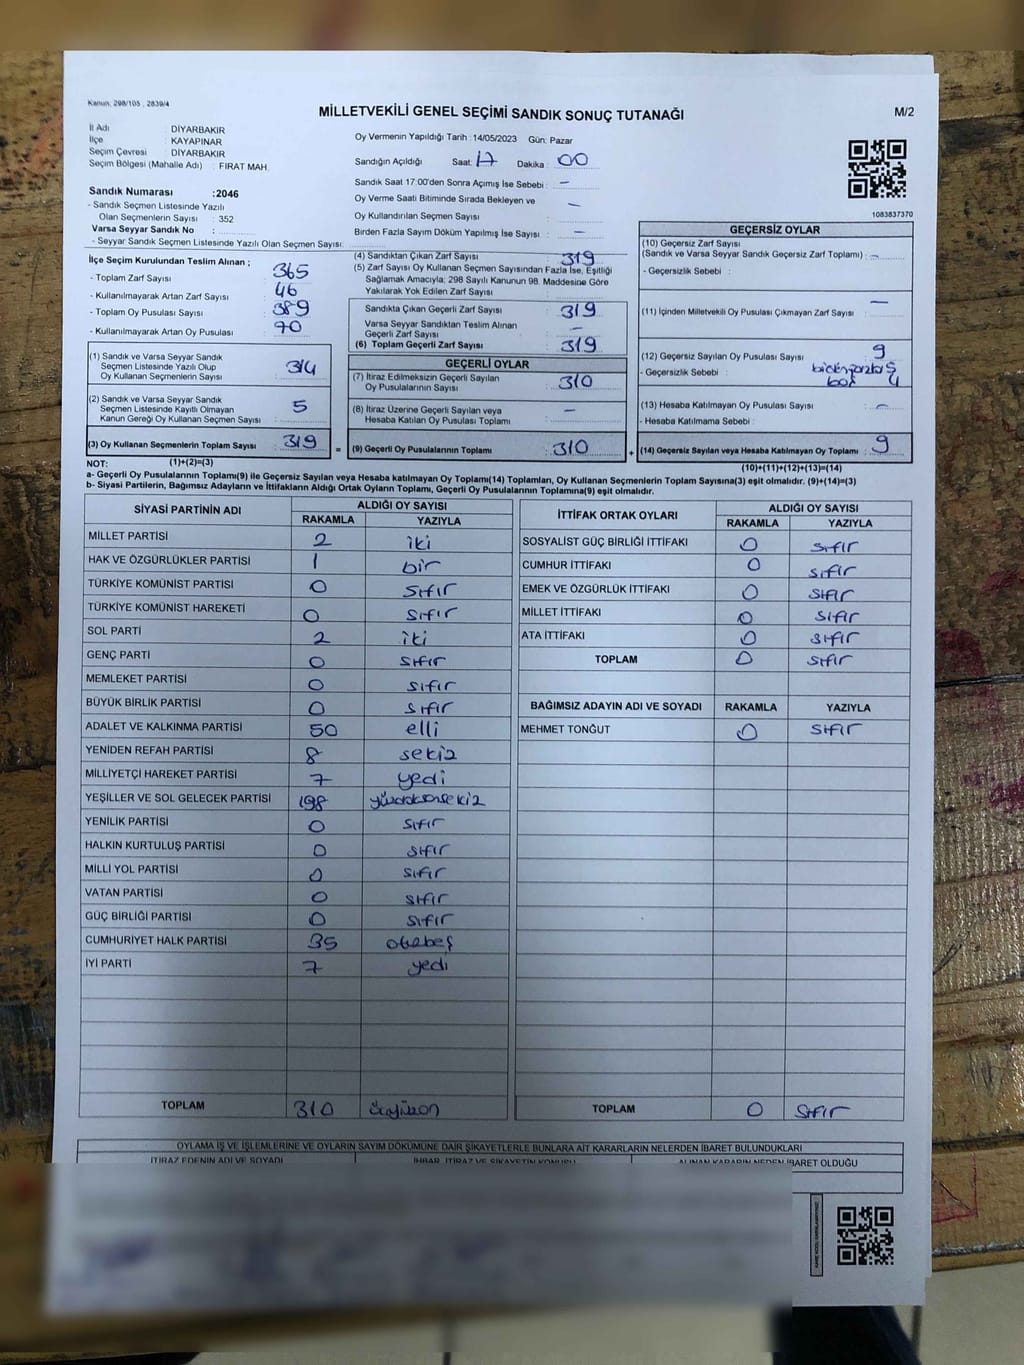 Kanun, 298/105 , 2839/4
MİLLETVEKİLİ GENEL SEÇİMİ SANDIK SONUÇ TUTANAĞI
M/2
İl Adı : DİYARBAKIR
İlçe : KAYAPINAR
Seçim Çevresi : DİYARBAKIR
Seçim Bölgesi (Mahalle Adı) : FIRAT MAH.
Sandık Numarası :2046
- Sandık Seçmen Listesinde Yazılı
Olan Seçmenlerin Sayısı : 352
Varsa Seyyar Sandık No :
- Seyyar Sandık Seçmen Listesinde Yazılı Olan Seçmen Sayısı:
Oy Vermenin Yapıldığı Tarih :14/05/2023 Gün: Pazar
Sandığın Açıldığı Saat: 17 Dakika : 00
Sandık Saat 17:00'den Sonra Açımış İse Sebebi : -
Oy Verme Saati Bitiminde Sırada Bekleyen ve
Oy Kullandırılan Seçmen Sayısı : -
Birden Fazla Sayım Döküm Yapılmış İse Sayısı : -
1083837370
İlçe Seçim Kurulundan Teslim Alınan ;
- Toplam Zarf Sayısı : 365
- Kullanılmayarak Artan Zarf Sayısı : 46
- Toplam Oy Pusulası Sayısı : 389
- Kullanılmayarak Artan Oy Pusulası : 70
(4) Sandıktan Çıkan Zarf Sayısı : 319
(5) Zarf Sayısı Oy Kullanan Seçmen Sayısından Fazla İse, Eşitliği
Sağlamak Amacıyla; 298 Sayılı Kanunun 98. Maddesine Göre
Yakılarak Yok Edilen Zarf Sayısı :
Sandıkta Çıkan Geçerli Zarf Sayısı : 319
Varsa Seyyar Sandıktan Teslim Alınan
Geçerli Zarf Sayısı : -
(6) Toplam Geçerli Zarf Sayısı : 319
GEÇERSİZ OYLAR
(10) Geçersiz Zarf Sayısı
(Sandık ve Varsa Seyyar Sandık Geçersiz Zarf Toplamı) : -
- Geçersizlik Sebebi :
(11) İçinden Milletvekili Oy Pusulası Çıkmayan Zarf Sayısı : -
(12) Geçersiz Sayılan Oy Pusulası Sayısı : 9
- Geçersizlik Sebebi : 5
boş 4
(13) Hesaba Katılmayan Oy Pusulası Sayısı : -
- Hesaba Katılmama Sebebi :
(14) Geçersiz Sayılan veya Hesaba Katılmayan Oy Toplamı : 9
(10)+(11)+(12)+(13)=(14)
(1) Sandık ve Varsa Seyyar Sandık
Seçmen Listesinde Yazılı Olup
Oy Kullanan Seçmenlerin Sayısı : 314
(2) Sandık ve Varsa Seyyar Sandık
Seçmen Listesinde Kayıtlı Olmayan
Kanun Gereği Oy Kullanan Seçmen Sayısı : 5
(3) Oy Kullanan Seçmenlerin Toplam Sayısı : 319 =
(1)+(2)=(3)
GEÇERLİ OYLAR
(7) İtiraz Edilmeksizin Geçerli Sayılan
Oy Pusulalarının Sayısı : 310
(8) İtiraz Üzerine Geçerli Sayılan veya
Hesaba Katılan Oy Pusulaları Toplamı : -
(9) Geçerli Oy Pusulalarının Toplamı : 310 +
NOT:
a- Geçerli Oy Pusulalarının Toplamı(9) ile Geçersiz Sayılan veya Hesaba katılmayan Oy Toplamı(14) Toplamları, Oy Kullanan Seçmenlerin Toplam Sayısına(3) eşit olmalıdır. (9)+(14)=(3)
b- Siyasi Partilerin, Bağımsız Adayların ve İttifakların Aldığı Ortak Oyların Toplamı, Geçerli Oy Pusulalarının Toplamına(9) eşit olmalıdır.
SİYASİ PARTİNİN ADI ALDIĞI OY SAYISI
RAKAMLA YAZIYLA
MİLLET PARTİSİ 2 iki
HAK VE ÖZGÜRLÜKLER PARTİSİ 1 bir
TÜRKİYE KOMÜNİST PARTİSİ 0 sıfır
TÜRKİYE KOMÜNİST HAREKETİ 0 sıfır
SOL PARTİ 2 iki
GENÇ PARTİ 0 sıfır
MEMLEKET PARTİSİ 0 sıfır
BÜYÜK BİRLİK PARTİSİ 0 sıfır
ADALET VE KALKINMA PARTİSİ 50 elli
YENİDEN REFAH PARTİSİ 8 sekiz
MİLLİYETÇİ HAREKET PARTİSİ 7 yedi
YEŞİLLER VE SOL GELECEK PARTİSİ 198 yüzdoksansekiz
YENİLİK PARTİSİ 0 sıfır
HALKIN KURTULUŞ PARTİSİ 0 sıfır
MİLLİ YOL PARTİSİ 0 sıfır
VATAN PARTİSİ 0 sıfır
GÜÇ BİRLİĞİ PARTİSİ 0 sıfır
CUMHURİYET HALK PARTİSİ 35 otuzbeş
İYİ PARTİ 7 yedi
TOPLAM 310 üçyüzon
İTTİFAK ORTAK OYLARI ALDIĞI OY SAYISI
RAKAMLA YAZIYLA
SOSYALİST GÜÇ BİRLİĞİ İTTİFAKI 0 sıfır
CUMHUR İTTİFAKI 0 sıfır
EMEK VE ÖZGÜRLÜK İTTİFAKI 0 sıfır
MİLLET İTTİFAKI 0 sıfır
ATA İTTİFAKI 0 sıfır
TOPLAM 0 sıfır
BAĞIMSIZ ADAYIN ADI VE SOYADI RAKAMLA YAZIYLA
MEHMET TONĞUT 0 sıfır
TOPLAM 0 sıfır
OYLAMA İŞ VE İŞLEMLERİNE VE OYLARIN SAYIM DÖKÜMÜNE DAİR ŞİKAYETLERLE BUNLARA AİT KARARLARIN NELERDEN İBARET BULUNDUKLARI
İTİRAZ EDENİN ADI VE SOYADI İHBAR, İTİRAZ VE ŞİKAYETİN KONUSU ALINAN KARARIN NEDEN İBARET OLDUĞU